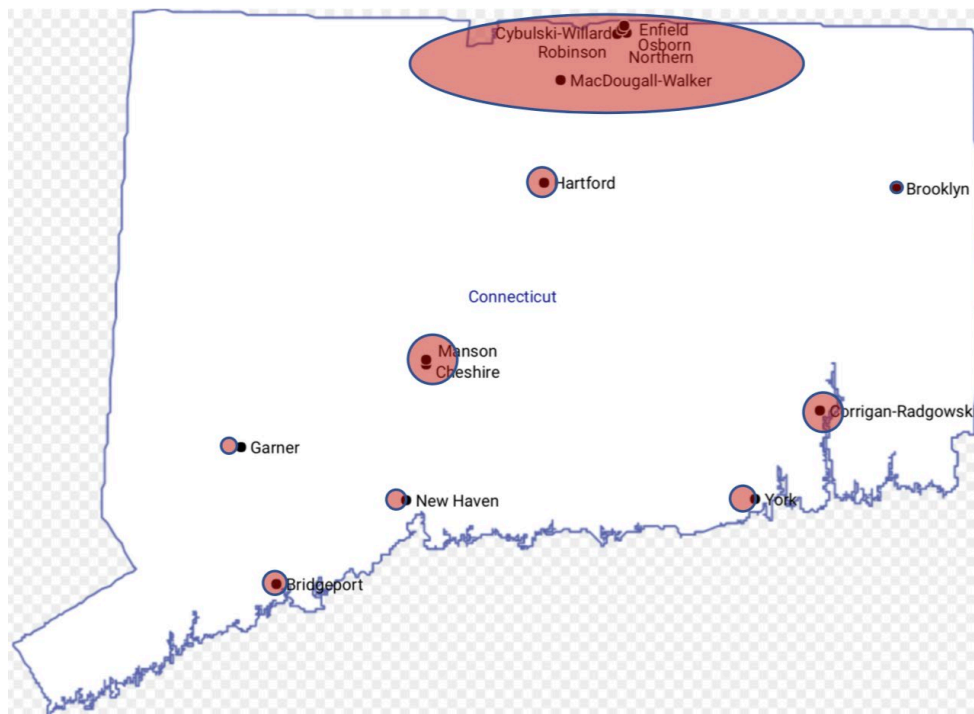 Cybulski-Willard
Enfield
Osborn
Robinson
Northern
MacDougall-Walker
Hartford
Brooklyn
Connecticut
Manson
Cheshire
Corrigan-Radgowski
Garner
New Haven
York
Bridgeport